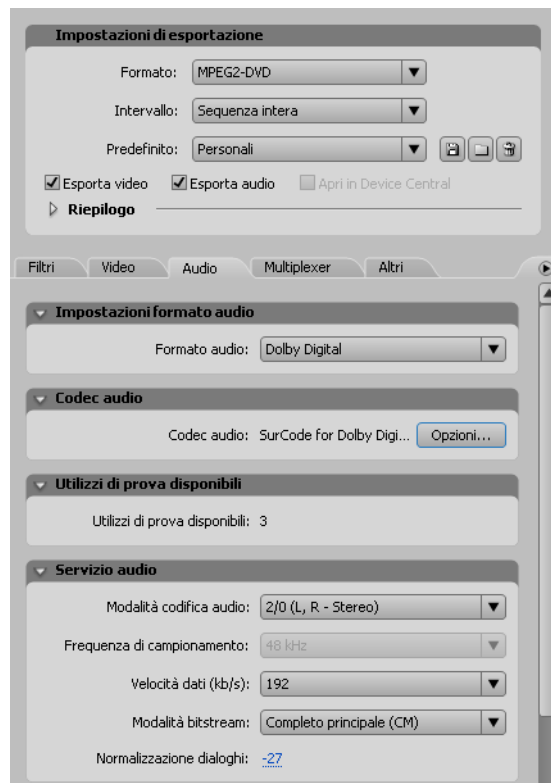 Impostazioni di esportazione
Formato: MPEG2-DVD
Intervallo: Sequenza intera
Predefinito: Personali
Esporta video Esporta audio Apri in Device Central
Riepilogo
Filtri Video Audio Multiplexer Altri
Impostazioni formato audio
Formato audio: Dolby Digital
Codec audio
Codec audio: SurCode for Dolby Digi... Opzioni...
Utilizzi di prova disponibili
Utilizzi di prova disponibili: 3
Servizio audio
Modalità codifica audio: 2/0 (L, R - Stereo)
Frequenza di campionamento: 48 kHz
Velocità dati (kb/s): 192
Modalità bitstream: Completo principale (CM)
Normalizzazione dialoghi: -27